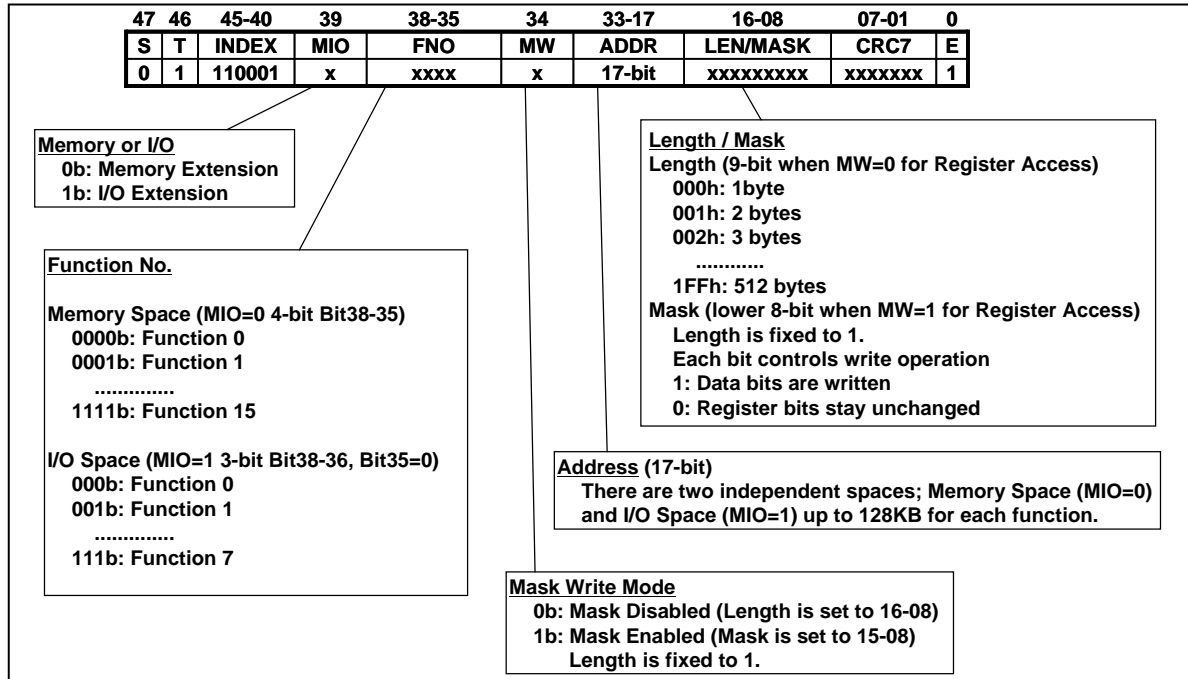 47 46 45-40 39 38-35 34 33-17 16-08 07-01 0
S T INDEX MIO FNO MW ADDR LEN/MASK CRC7 E
0 1 110001 x xxxx x 17-bit xxxxxxxxx xxxxxxx 1
Memory or I/O
0b: Memory Extension
1b: I/O Extension
Function No.
Memory Space (MIO=0 4-bit Bit38-35)
0000b: Function 0
0001b: Function 1
..............
1111b: Function 15
I/O Space (MIO=1 3-bit Bit38-36, Bit35=0)
000b: Function 0
001b: Function 1
..............
111b: Function 7
Length / Mask
Length (9-bit when MW=0 for Register Access)
000h: 1byte
001h: 2 bytes
002h: 3 bytes
............
1FFh: 512 bytes
Mask (lower 8-bit when MW=1 for Register Access)
Length is fixed to 1.
Each bit controls write operation
1: Data bits are written
0: Register bits stay unchanged
Address (17-bit)
There are two independent spaces; Memory Space (MIO=0)
and I/O Space (MIO=1) up to 128KB for each function.
Mask Write Mode
0b: Mask Disabled (Length is set to 16-08)
1b: Mask Enabled (Mask is set to 15-08)
Length is fixed to 1.